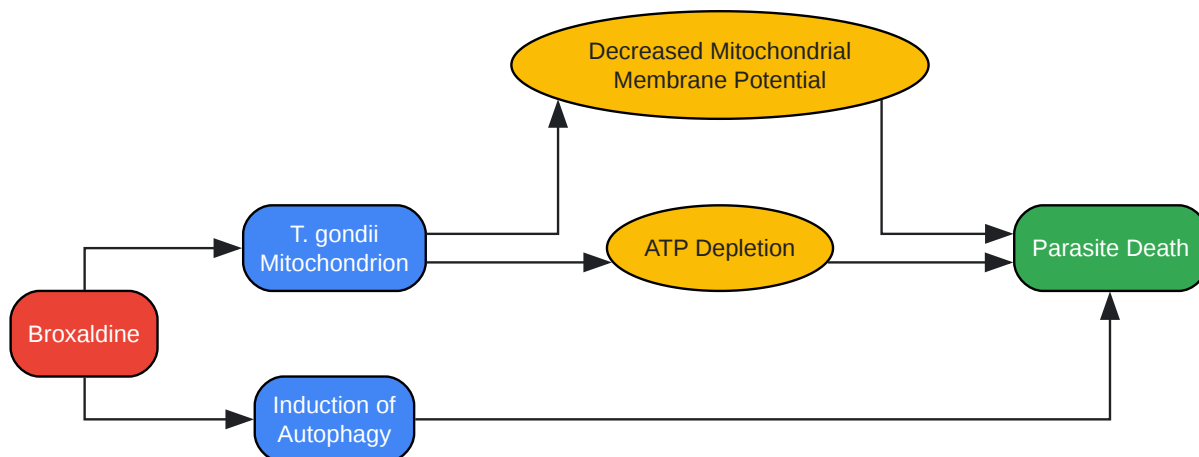 Decreased Mitochondrial
Membrane Potential
T. gondii
Mitochondrion
ATP Depletion
Parasite Death
Broxaldine
Induction of
Autophagy